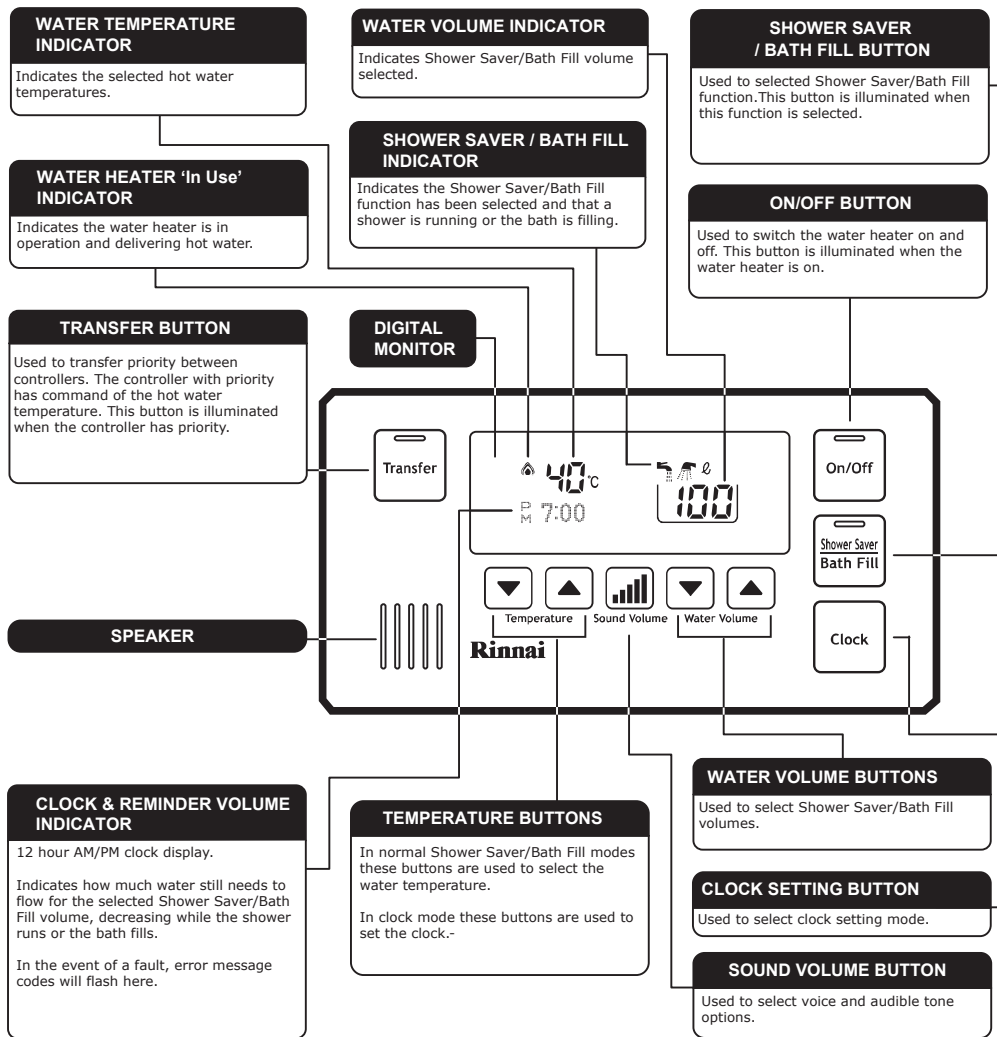 WATER TEMPERATURE
INDICATOR
Indicates the selected hot water
temperatures.
WATER VOLUME INDICATOR
Indicates Shower Saver/Bath Fill volume
selected.
SHOWER SAVER
/ BATH FILL BUTTON
Used to selected Shower Saver/Bath Fill
function.This button is illuminated when
this function is selected.
SHOWER SAVER / BATH FILL
INDICATOR
Indicates the Shower Saver/Bath Fill
function has been selected and that a
shower is running or the bath is filling.
WATER HEATER ‘In Use’
INDICATOR
Indicates the water heater is in
operation and delivering hot water.
ON/OFF BUTTON
Used to switch the water heater on and
off. This button is illuminated when the
water heater is on.
TRANSFER BUTTON
Used to transfer priority between
controllers. The controller with priority
has command of the hot water
temperature. This button is illuminated
when the controller has priority.
DIGITAL
MONITOR
Transfer
40°C
PM 7:00
ℓ
100
On/Off
Shower Saver
Bath Fill
Clock
Temperature Sound Volume Water Volume
Rinnai
SPEAKER
CLOCK & REMINDER VOLUME
INDICATOR
12 hour AM/PM clock display.
Indicates how much water still needs to
flow for the selected Shower Saver/Bath
Fill volume, decreasing while the shower
runs or the bath fills.
In the event of a fault, error message
codes will flash here.
TEMPERATURE BUTTONS
In normal Shower Saver/Bath Fill modes
these buttons are used to select the
water temperature.
In clock mode these buttons are used to
set the clock.-
WATER VOLUME BUTTONS
Used to select Shower Saver/Bath Fill
volumes.
CLOCK SETTING BUTTON
Used to select clock setting mode.
SOUND VOLUME BUTTON
Used to select voice and audible tone
options.